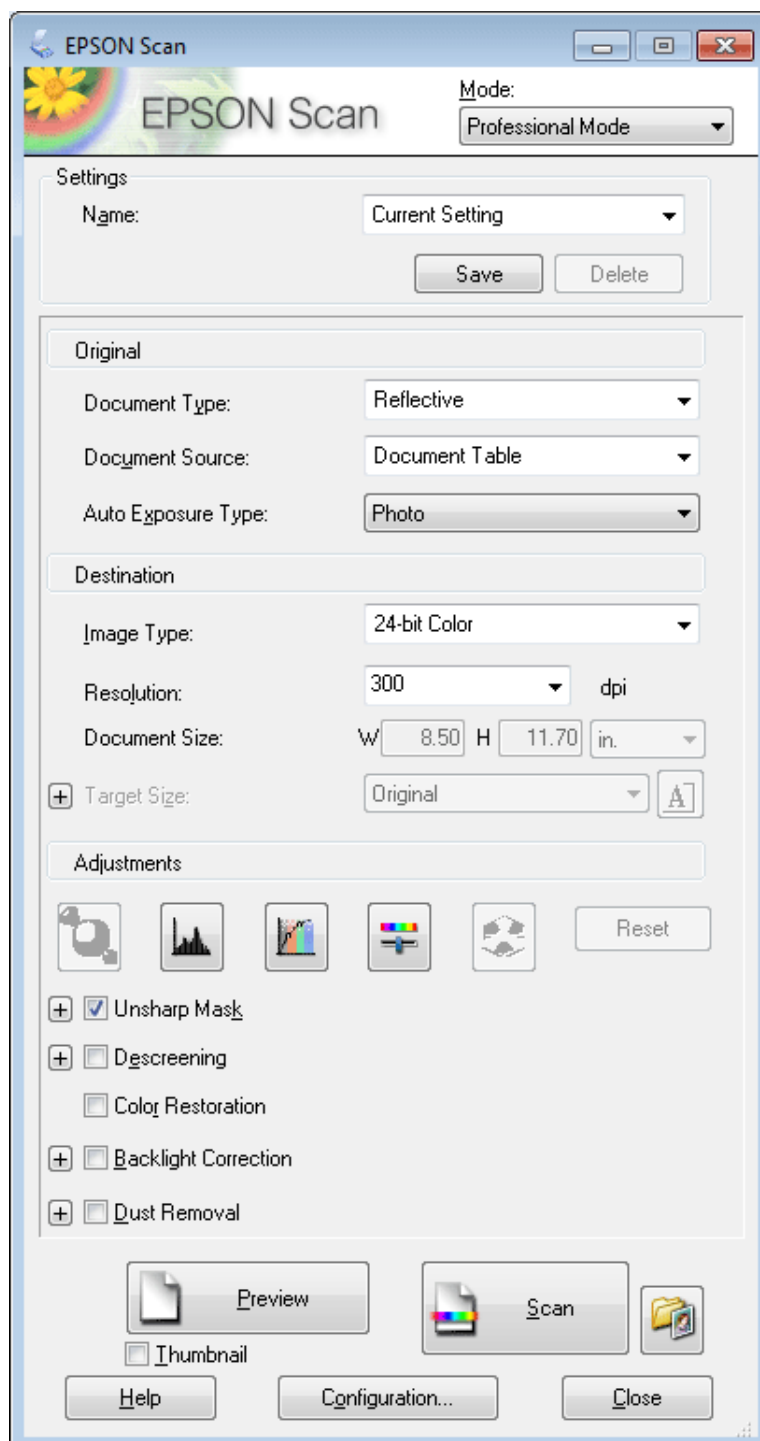 EPSON Scan
EPSON Scan
Mode:
Professional Mode
Settings
Name: Current Setting
Save Delete
Original
Document Type: Reflective
Document Source: Document Table
Auto Exposure Type: Photo
Destination
Image Type: 24-bit Color
Resolution: 300 dpi
Document Size: W 8.50 H 11.70 in.
Target Size: Original A
Adjustments
Reset
Unsharp Mask
Descreening
Color Restoration
Backlight Correction
Dust Removal
Preview Scan
Thumbnail
Help Configuration... Close